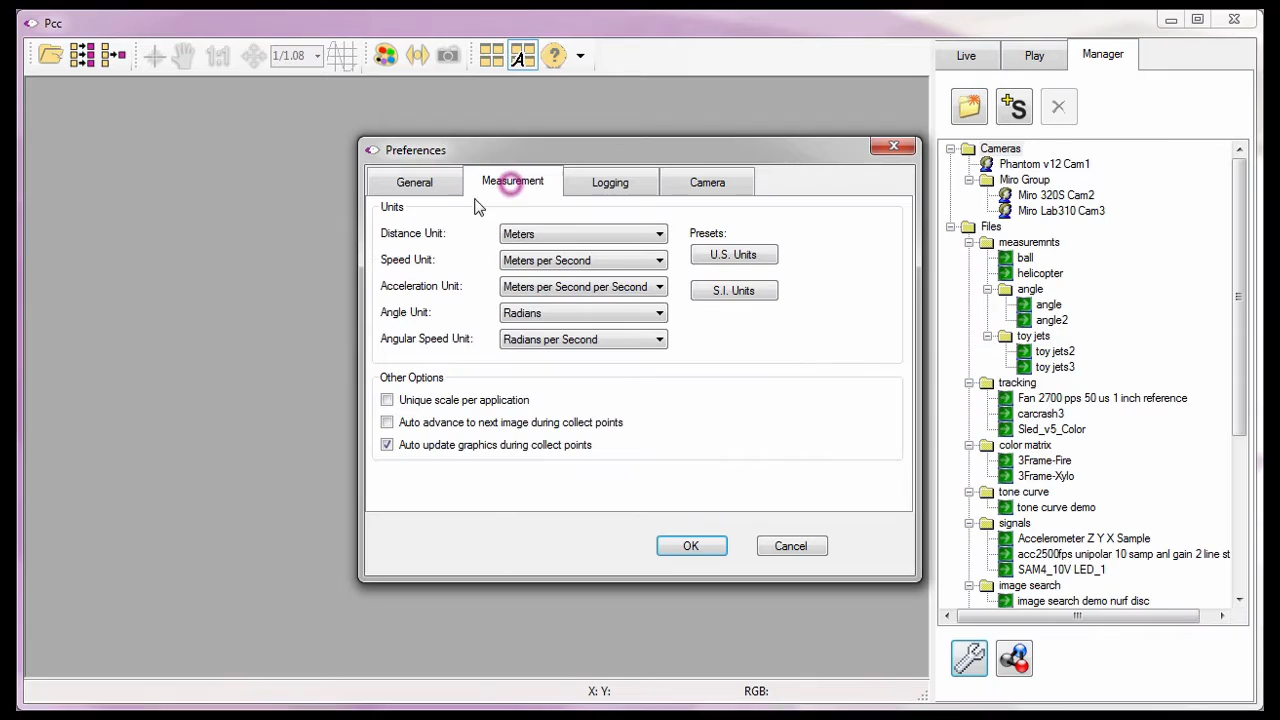 Pcc
1/1.08
A
?
Live
Play
Manager
+S
Preferences
General
Measurement
Logging
Camera
Units
Distance Unit:
Meters
Speed Unit:
Meters per Second
Acceleration Unit:
Meters per Second per Second
Angle Unit:
Radians
Angular Speed Unit:
Radians per Second
Presets:
U.S. Units
S.I. Units
Other Options
Unique scale per application
Auto advance to next image during collect points
Auto update graphics during collect points
OK
Cancel
Cameras
Phantom v12 Cam1
Miro Group
Miro 320S Cam2
Miro Lab310 Cam3
Files
measuremnts
ball
helicopter
angle
angle
angle2
toy jets
toy jets2
toy jets3
tracking
Fan 2700 pps 50 us 1 inch reference
carcrash3
Sled_v5_Color
color matrix
3Frame-Fire
3Frame-Xylo
tone curve
tone curve demo
signals
Accelerometer Z Y X Sample
acc2500fps unipolar 10 samp anl gain 2 line st
SAM4_10V LED_1
image search
image search demo nurf disc
X: Y:
RGB: